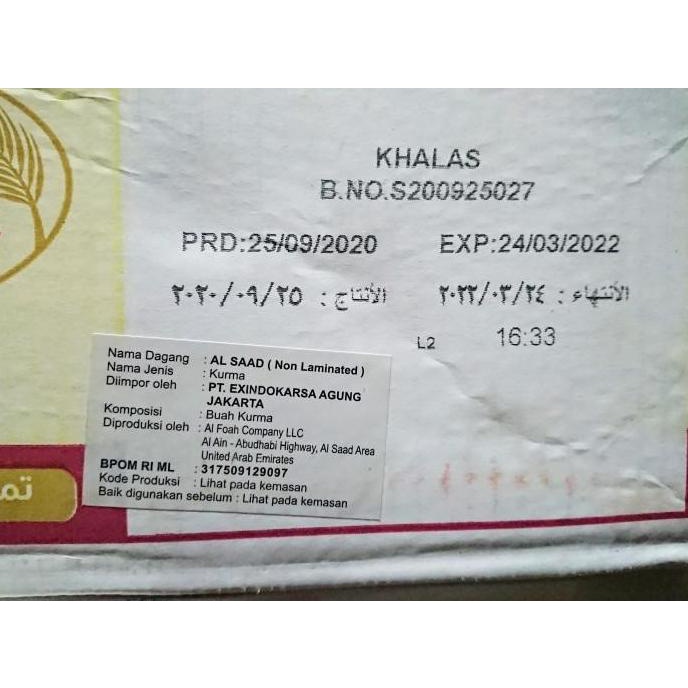 KHALAS
B.NO.S200925027
PRD:25/09/2020 EXP:24/03/2022
الأنتاج : ٢٠٢٠/٠٩/٢٥ الأنتهاء : ٢٠٢٢/٠٣/٢٤
L2 16:33
Nama Dagang : AL SAAD ( Non Laminated )
Nama Jenis : Kurma
Diimpor oleh : PT. EXINDOKARSA AGUNG
JAKARTA
Komposisi : Buah Kurma
Diproduksi oleh : Al Foah Company LLC
Al Ain - Abudhabi Highway, Al Saad Area
United Arab Emirates
BPOM RI ML : 317509129097
Kode Produksi : Lihat pada kemasan
Baik digunakan sebelum : Lihat pada kemasan